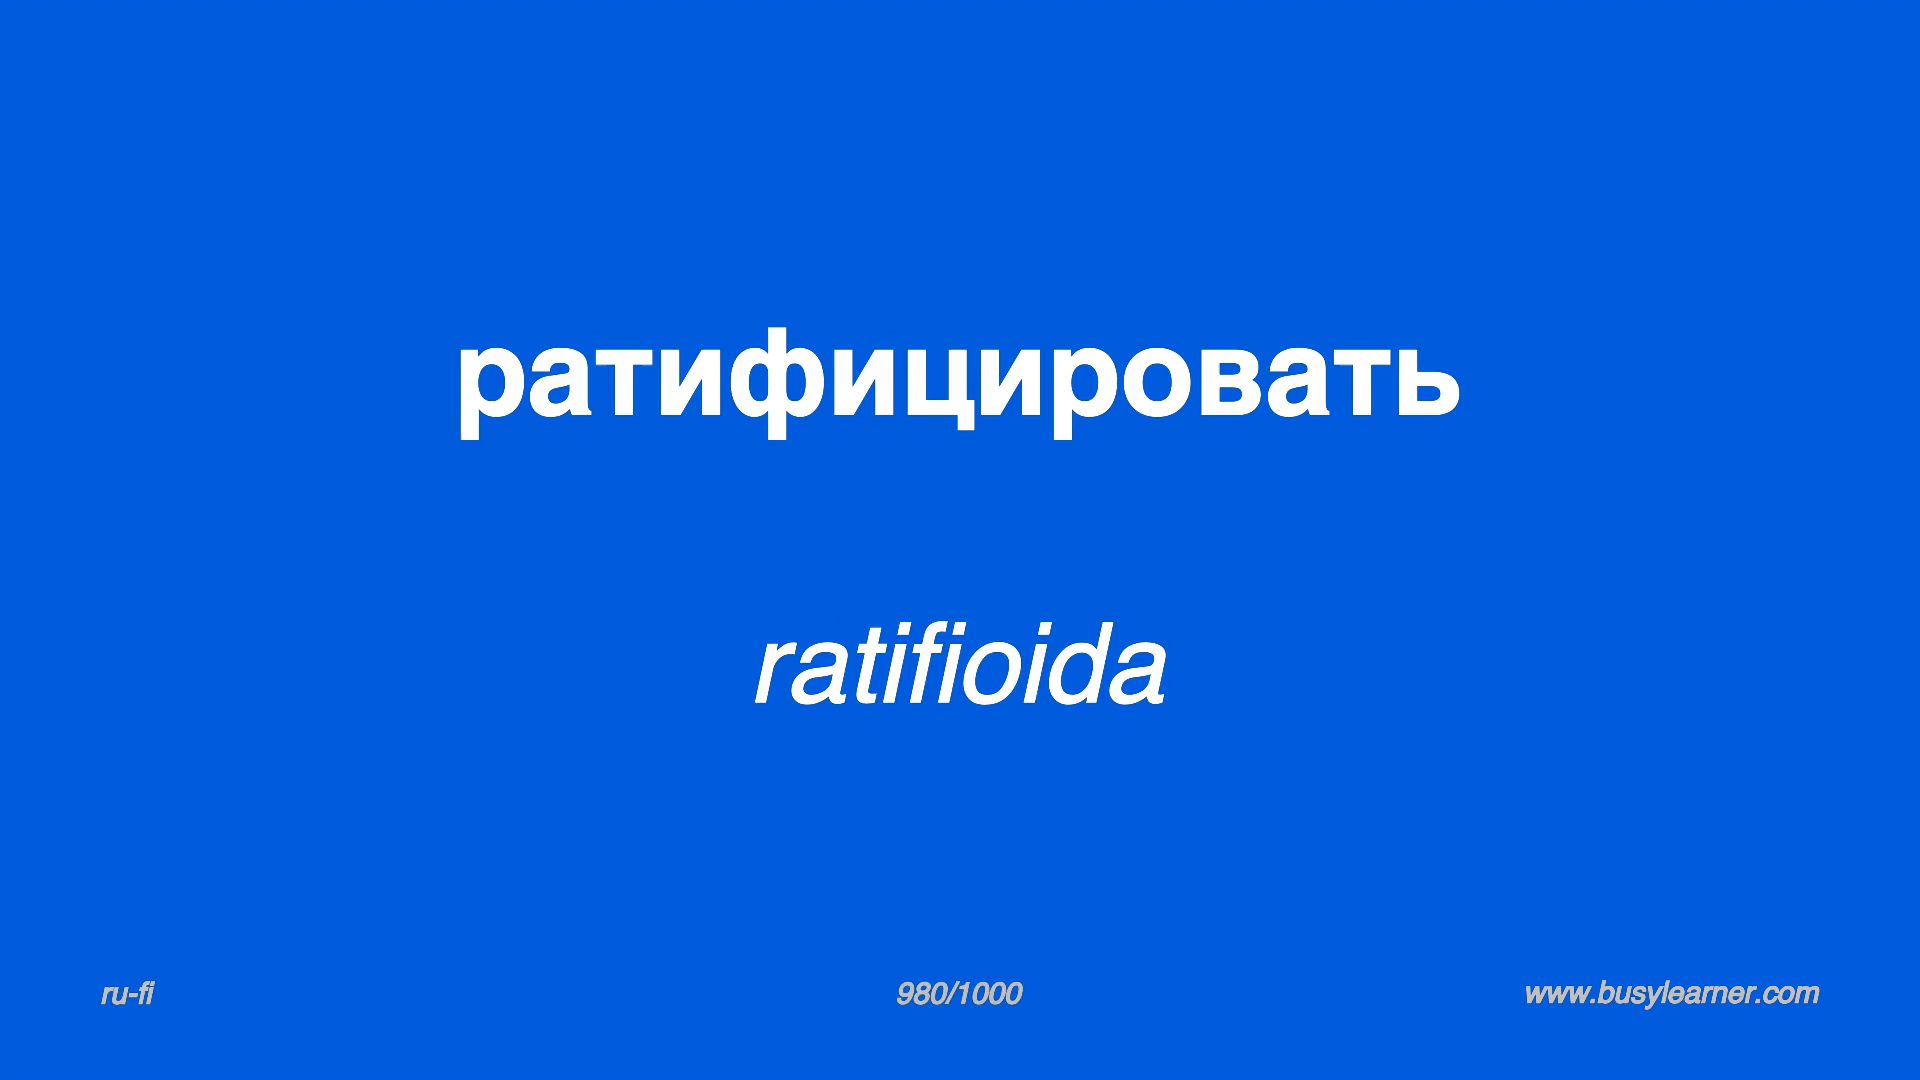 ратифицировать
ratifioida
ru-fi
980/1000
www.busylearner.com